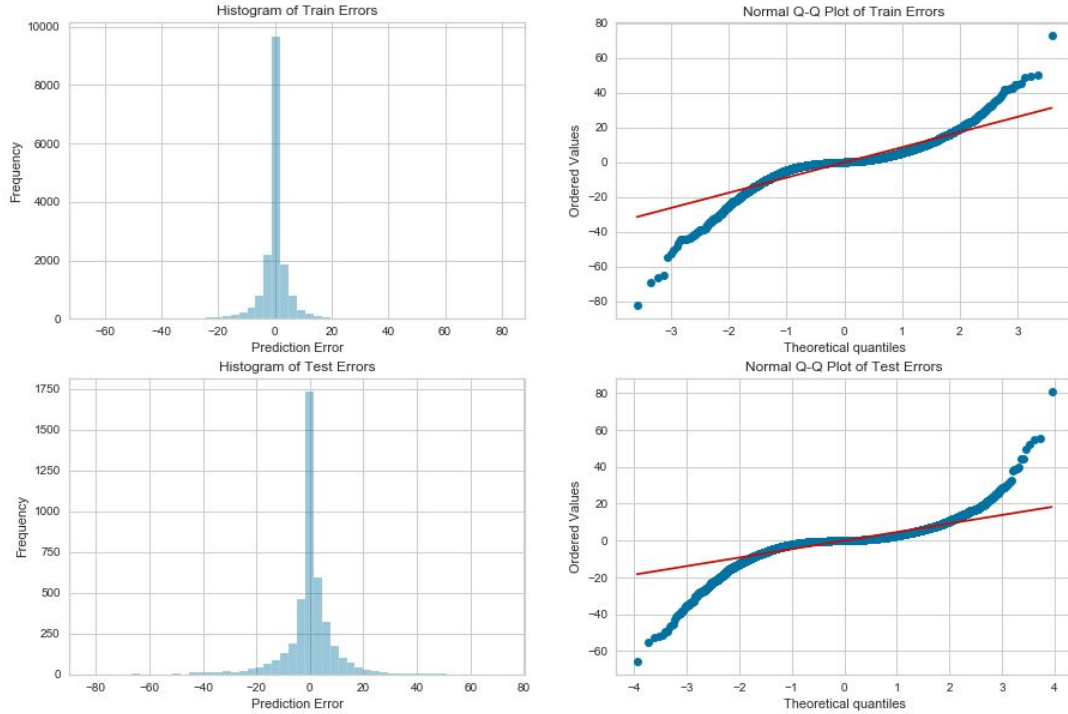 Histogram of Train Errors
Frequency
10000
8000
6000
4000
2000
0
−60 −40 −20 0 20 40 60 80
Prediction Error
Normal Q-Q Plot of Train Errors
Ordered Values
80
60
40
20
0
−20
−40
−60
−80
−3 −2 −1 0 1 2 3
Theoretical quantiles
Histogram of Test Errors
Frequency
1750
1500
1250
1000
750
500
250
0
−80 −60 −40 −20 0 20 40 60 80
Prediction Error
Normal Q-Q Plot of Test Errors
Ordered Values
80
60
40
20
0
−20
−40
−60
−4 −3 −2 −1 0 1 2 3 4
Theoretical quantiles